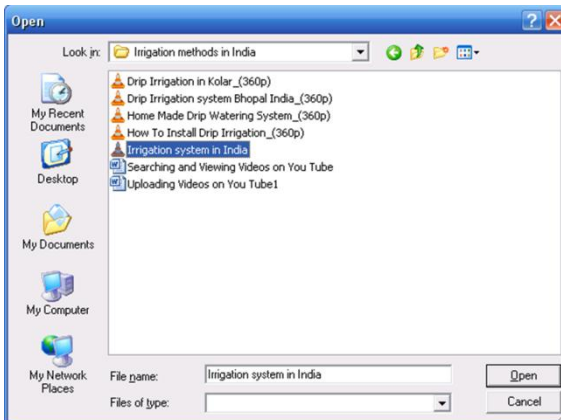 Open
Look in: Irrigation methods in India
Drip Irrigation in Kolar_(360p)
Drip Irrigation system Bhopal India_(360p)
Home Made Drip Watering System_(360p)
How To Install Drip Irrigation_(360p)
Irrigation system in India
Searching and Viewing Videos on You Tube
Uploading Videos on You Tube1
My Recent
Documents
Desktop
My Documents
My Computer
My Network
Places
File name: Irrigation system in India Open
Files of type: Cancel